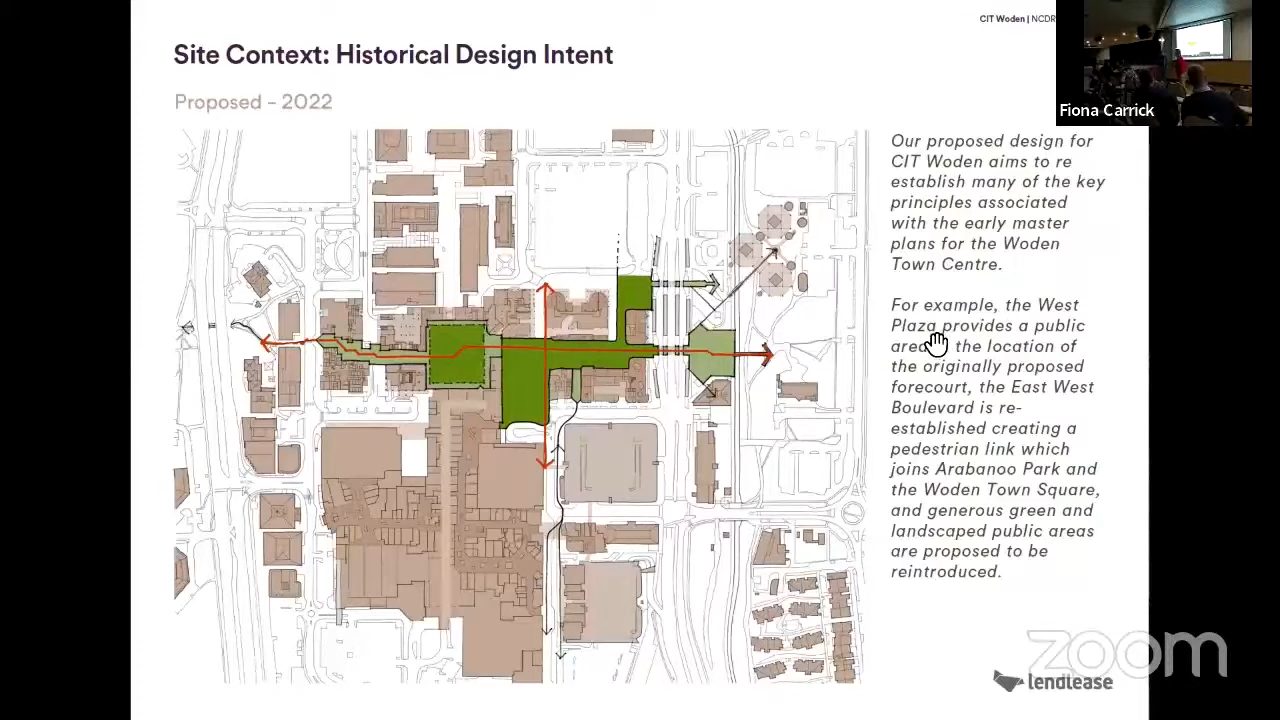 CIT Woden | NCDR
Site Context: Historical Design Intent
Proposed – 2022
Fiona Carrick
Our proposed design for
CIT Woden aims to re
establish many of the key
principles associated
with the early master
plans for the Woden
Town Centre.
For example, the West
Plaza provides a public
area the location of
the originally proposed
forecourt, the East West
Boulevard is re-
established creating a
pedestrian link which
joins Arabanoo Park and
the Woden Town Square,
and generous green and
landscaped public areas
are proposed to be
reintroduced.
zoom
lendlease